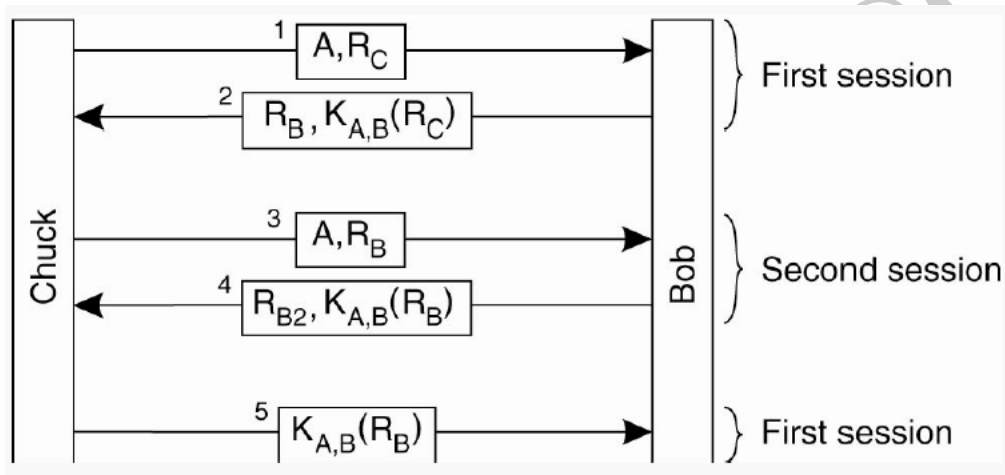 1 A,R_C
First session
2 R_B, K_A,B(R_C)
3 A,R_B
Second session
4 R_B2, K_A,B(R_B)
5 K_A,B(R_B)
First session
Chuck
Bob